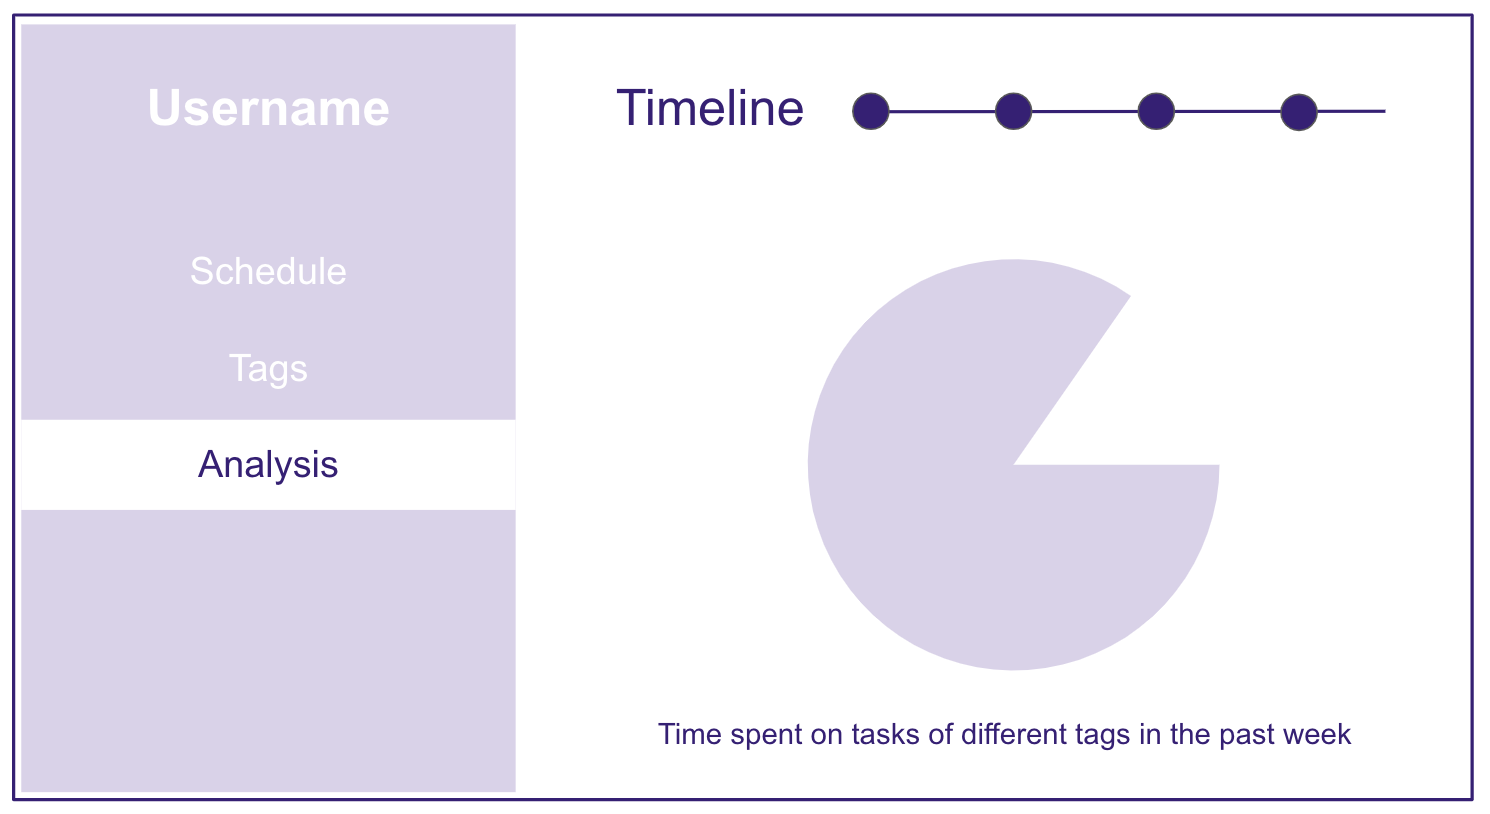 Username
Schedule
Tags
Analysis
Timeline
Time spent on tasks of different tags in the past week